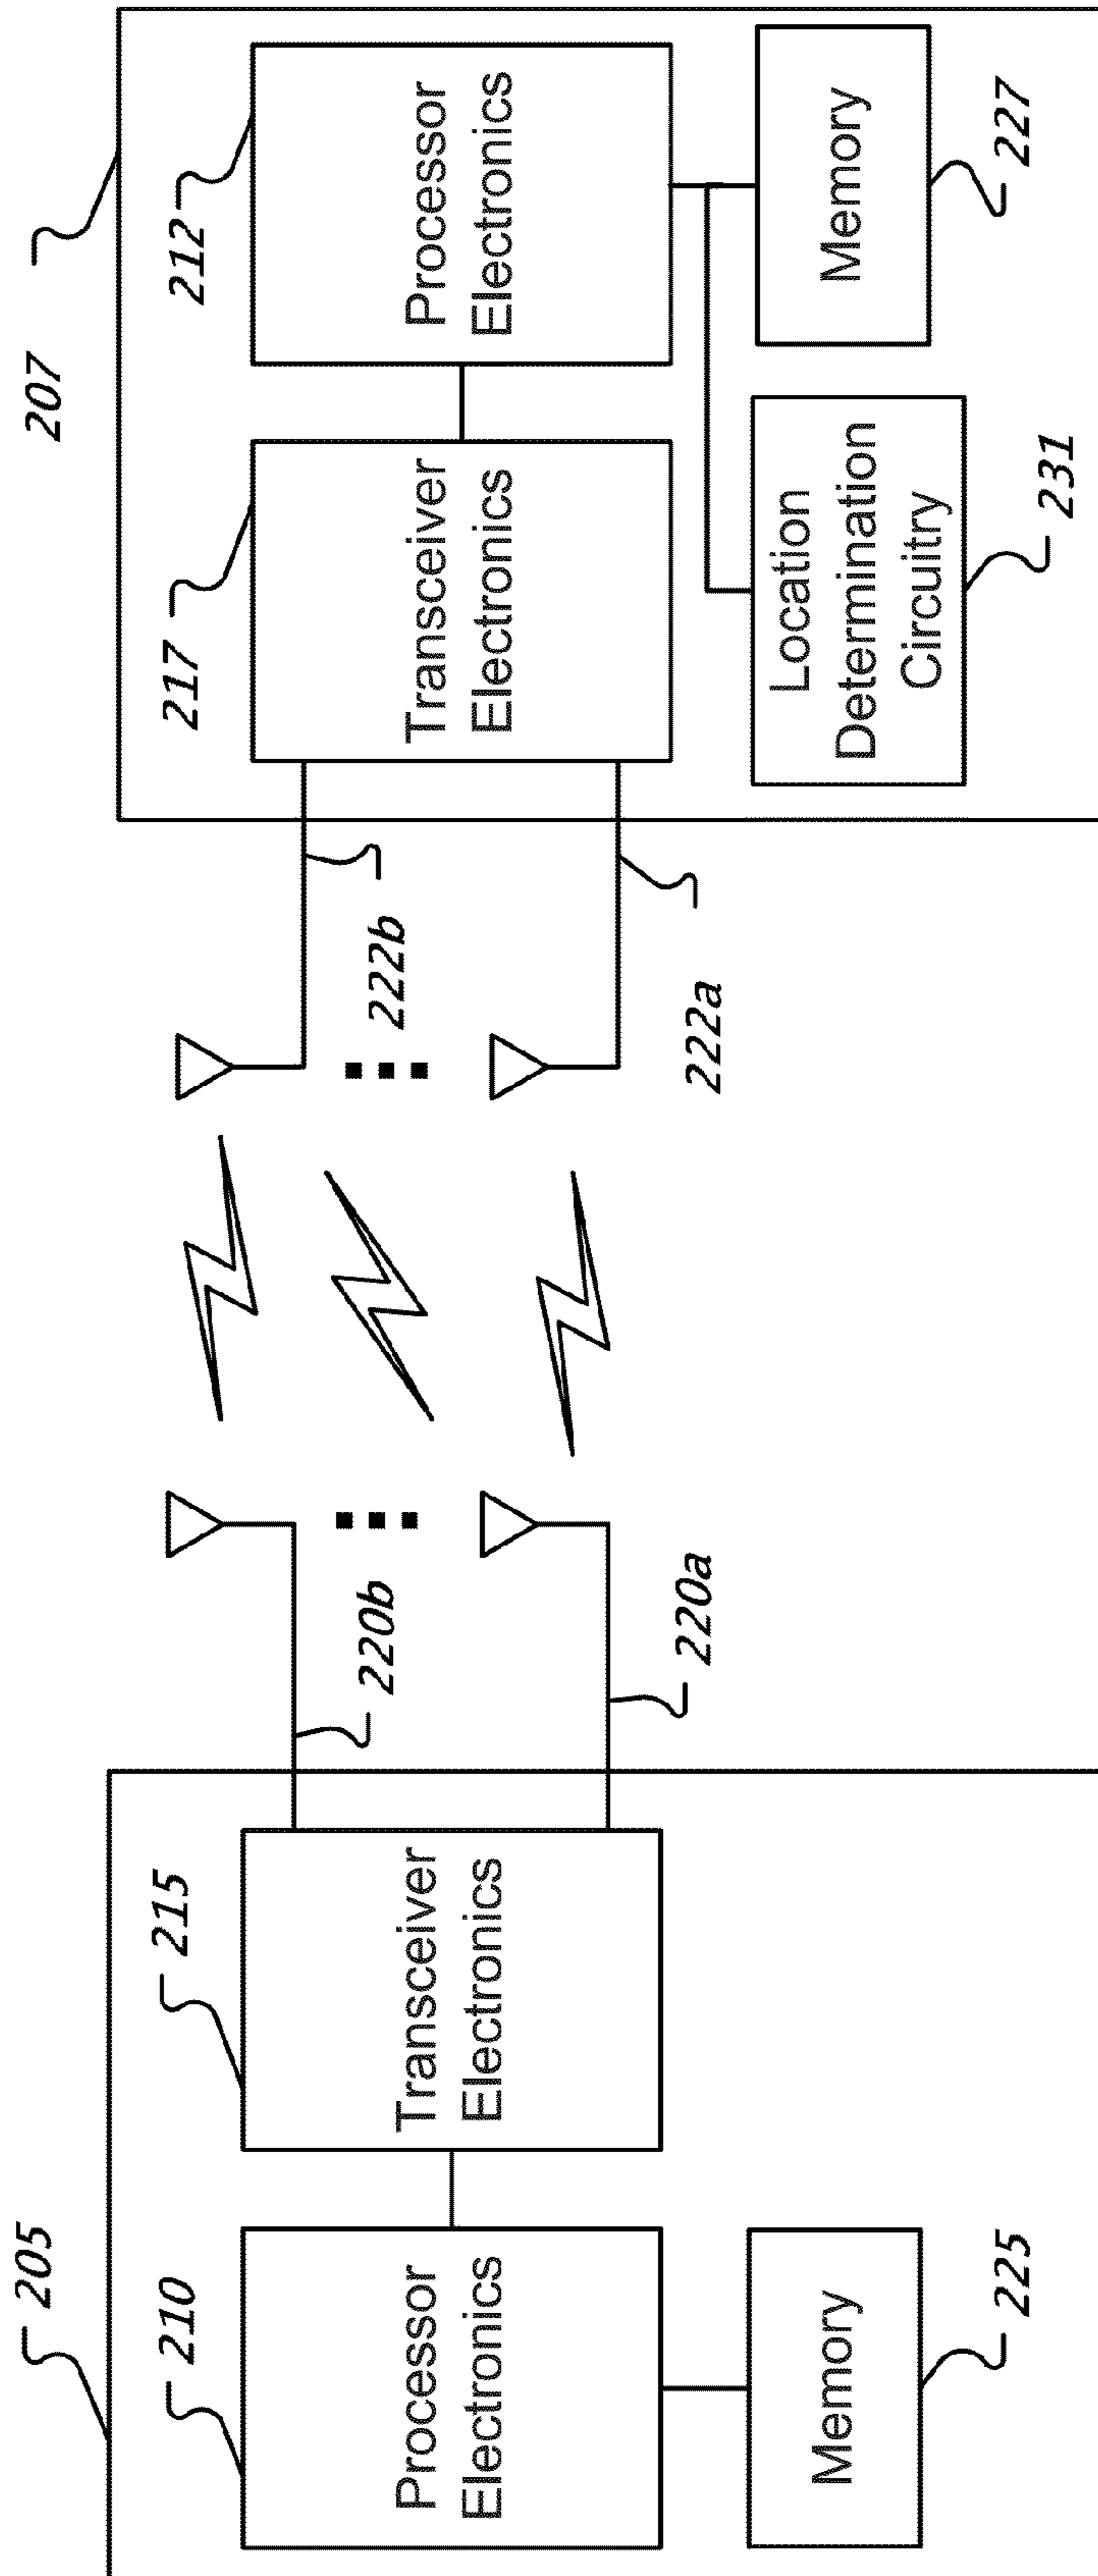 205
207
210
215
217
212
Processor
Electronics
Transceiver
Electronics
Transceiver
Electronics
Processor
Electronics
220b
222b
220a
222a
Memory
225
Location
Determination
Circuitry
231
Memory
227